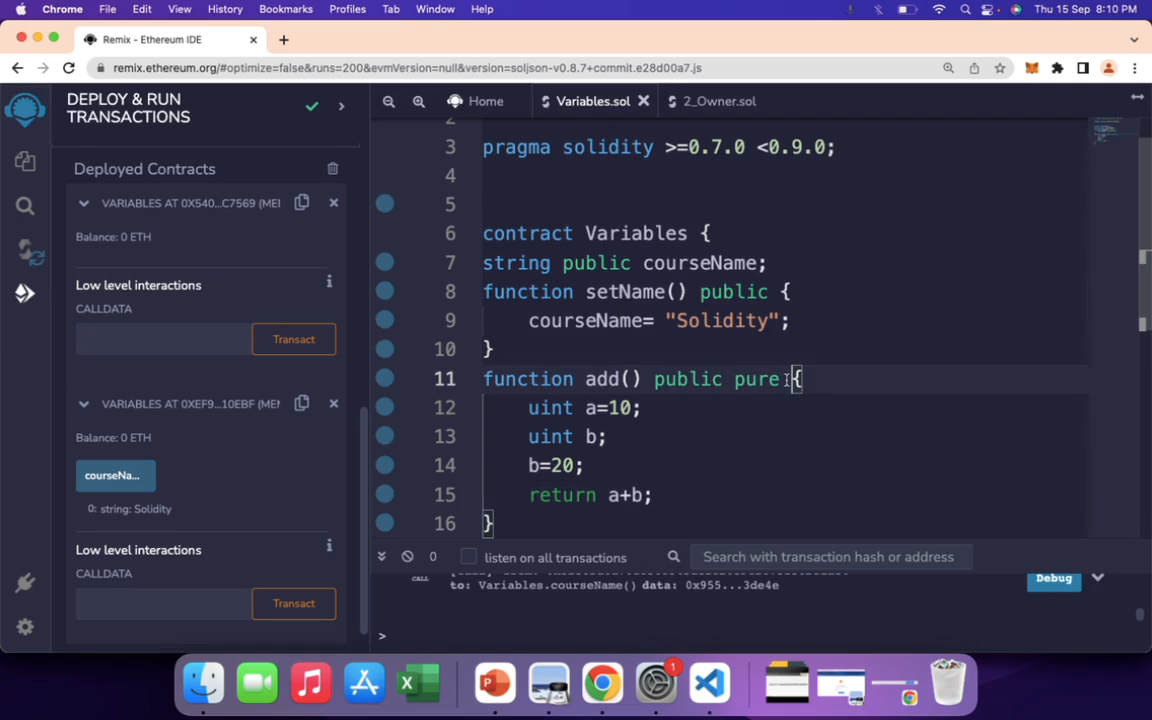 Chrome File Edit View History Bookmarks Profiles Tab Window Help Thu 15 Sep 8:10 PM
Remix - Ethereum IDE
remix.ethereum.org/#optimize=false&runs=200&evmVersion=null&version=soljson-v0.8.7+commit.e28d00a7.js
DEPLOY & RUN
TRANSACTIONS
Deployed Contracts
VARIABLES AT 0X540...C7569 (MEI
Balance: 0 ETH
Low level interactions
CALLDATA
Transact
VARIABLES AT 0XEF9...10EBF (MEI
Balance: 0 ETH
courseNa...
0: string: Solidity
Low level interactions
CALLDATA
Transact
Home Variables.sol 2_Owner.sol
2
3 pragma solidity >=0.7.0 <0.9.0;
4
5
6 contract Variables {
7 string public courseName;
8 function setName() public {
9 courseName= "Solidity";
10 }
11 function add() public pure {
12 uint a=10;
13 uint b;
14 b=20;
15 return a+b;
16 }
0 listen on all transactions Search with transaction hash or address
CALL
to: Variables.courseName() data: 0x955...3de4e
Debug
>
1